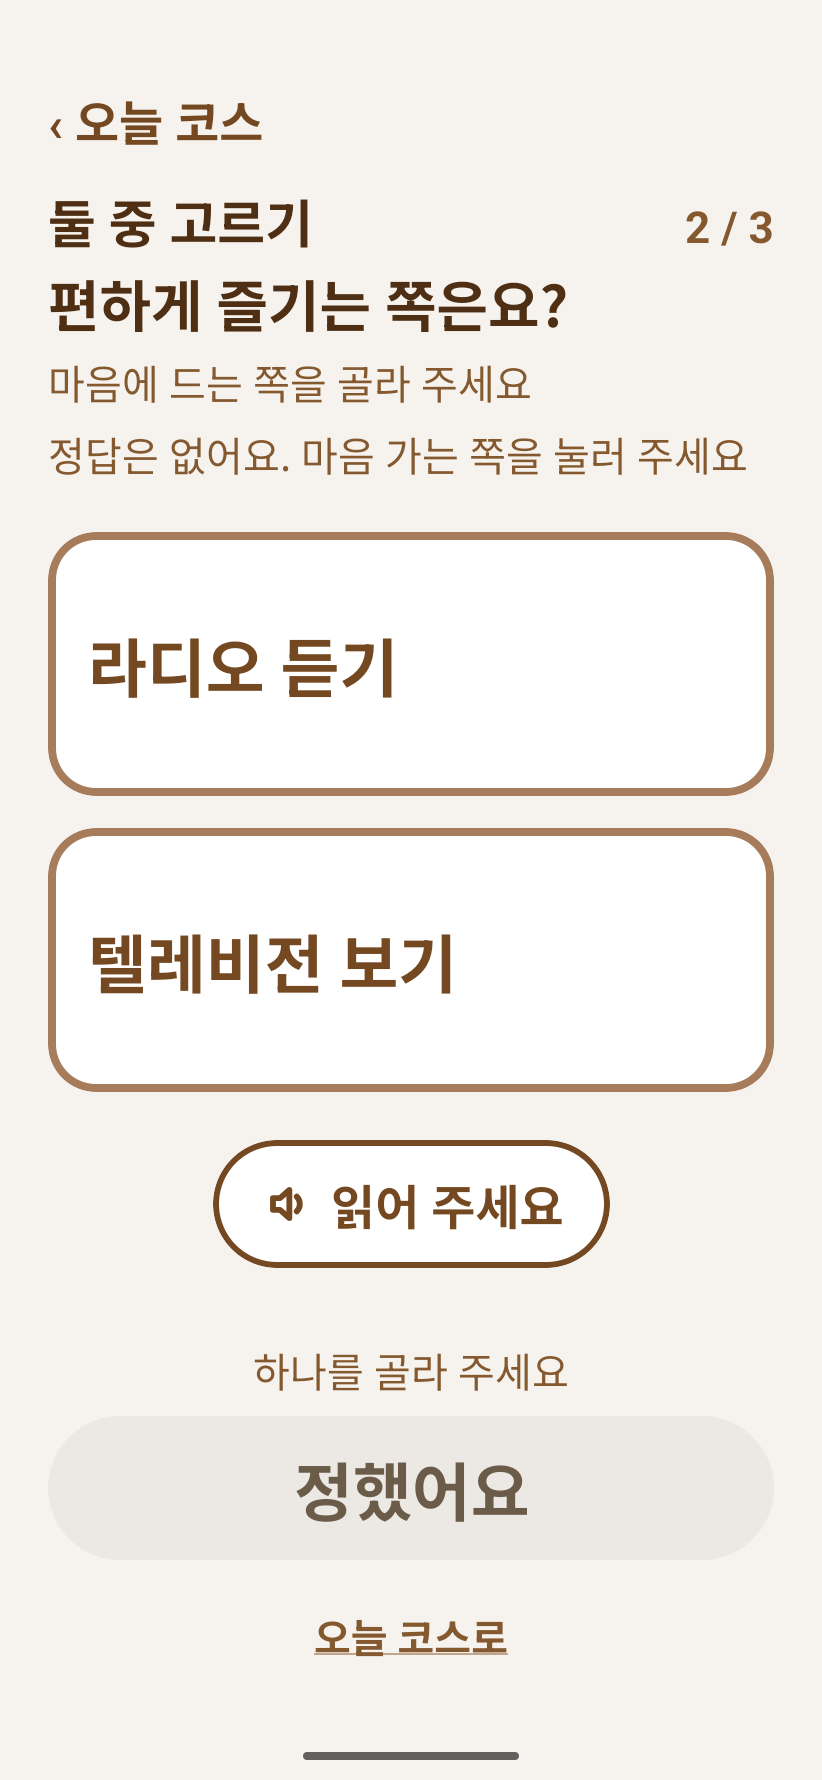 ‹ 오늘 코스
둘 중 고르기
2 / 3
편하게 즐기는 쪽은요?
마음에 드는 쪽을 골라 주세요
정답은 없어요. 마음 가는 쪽을 눌러 주세요
라디오 듣기
텔레비전 보기
읽어 주세요
하나를 골라 주세요
정했어요
오늘 코스로